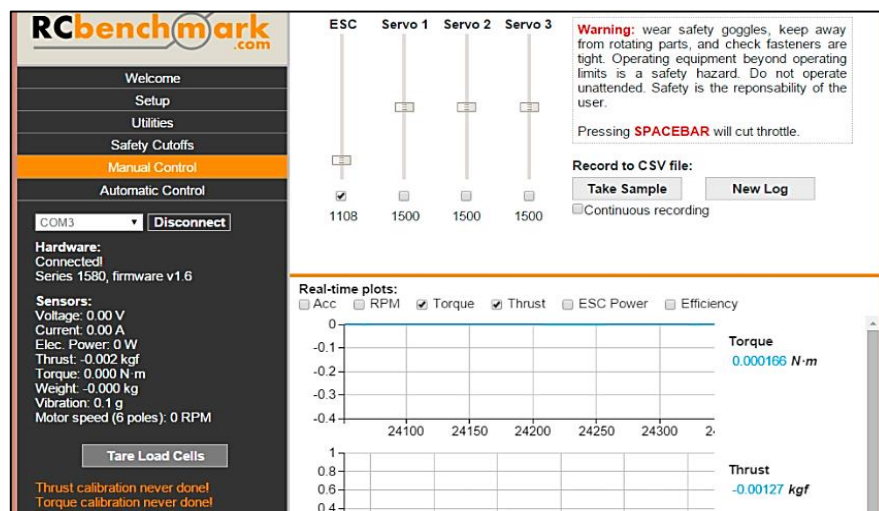 RCbenchmark
.com
Welcome
Setup
Utilities
Safety Cutoffs
Manual Control
Automatic Control
COM3
Disconnect
Hardware:
Connected!
Series 1580, firmware v1.6
Sensors:
Voltage: 0.00 V
Current: 0.00 A
Elec. Power: 0 W
Thrust: -0.002 kgf
Torque: 0.000 N·m
Weight: -0.000 kg
Vibration: 0.1 g
Motor speed (6 poles): 0 RPM
Tare Load Cells
Thrust calibration never done!
Torque calibration never done!
ESC Servo 1 Servo 2 Servo 3
1108 1500 1500 1500
Warning: wear safety goggles, keep away
from rotating parts, and check fasteners are
tight. Operating equipment beyond operating
limits is a safety hazard. Do not operate
unattended. Safety is the reponsability of the
user.
Pressing SPACEBAR will cut throttle.
Record to CSV file:
Take Sample New Log
Continuous recording
Real-time plots:
Acc RPM Torque Thrust ESC Power Efficiency
0
-0.1
-0.2
-0.3
-0.4
24100 24150 24200 24250 24300 2
Torque
0.000166 N·m
1
0.8
0.6
0.4
Thrust
-0.00127 kgf